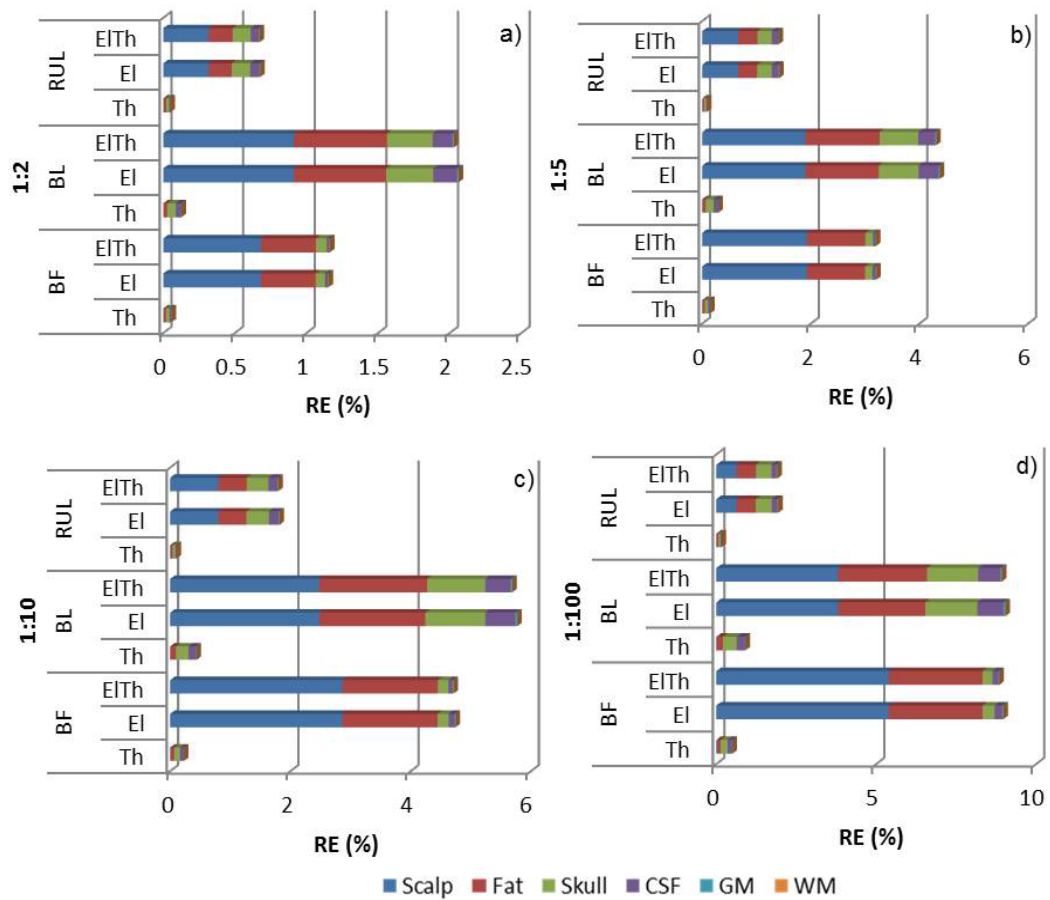 a)
1:2
RUL
ElTh
El
Th
BL
ElTh
El
Th
BF
ElTh
El
Th
0 0.5 1 1.5 2 2.5
RE (%)
b)
1:5
RUL
ElTh
El
Th
BL
ElTh
El
Th
BF
ElTh
El
Th
0 2 4 6
RE (%)
c)
1:10
RUL
ElTh
El
Th
BL
ElTh
El
Th
BF
ElTh
El
Th
0 2 4 6
RE (%)
d)
1:100
RUL
ElTh
El
Th
BL
ElTh
El
Th
BF
ElTh
El
Th
0 5 10
RE (%)
Scalp Fat Skull CSF GM WM